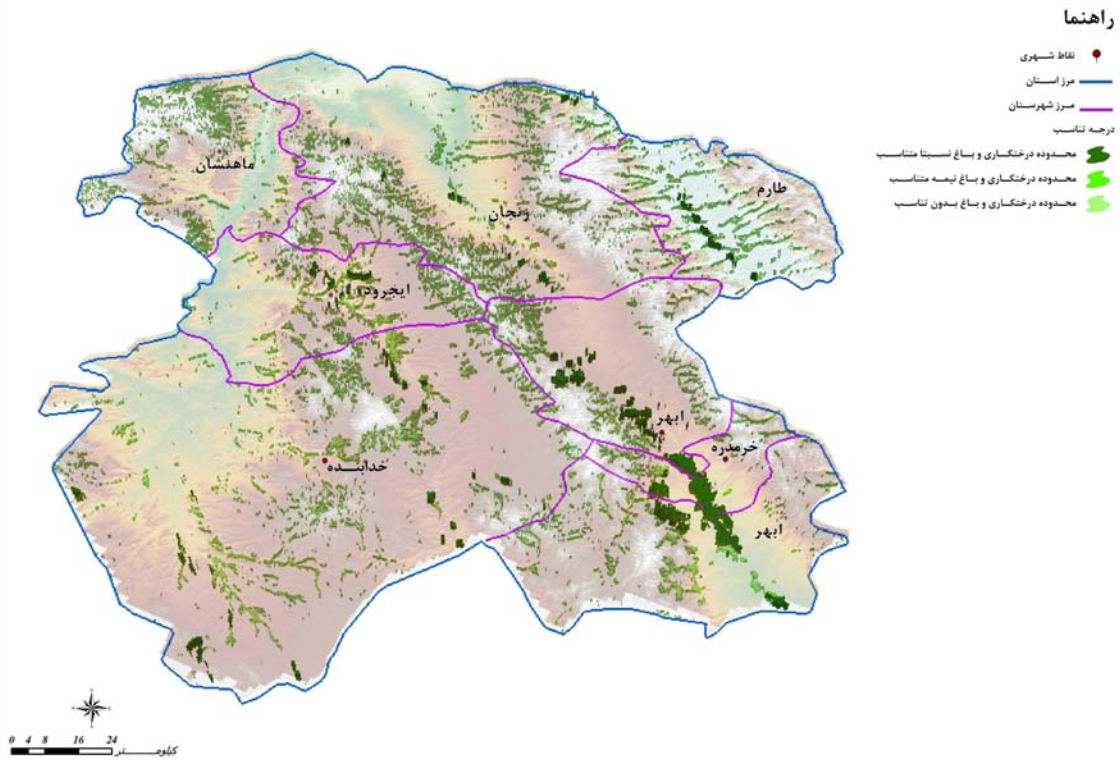 راهنما
نقاط شهری
مرز استان
مرز شهرستان
درجه تناسب
محدوده درختکاری و باغ نسبتا متناسب
محدوده درختکاری و باغ نیمه متناسب
محدوده درختکاری و باغ بدون تناسب
ماهنشان
طارم
زنجان
ایجرود
ابهر
خرمدره
خدابنده
ابهر
0 4 8 16 24
کیلومتر